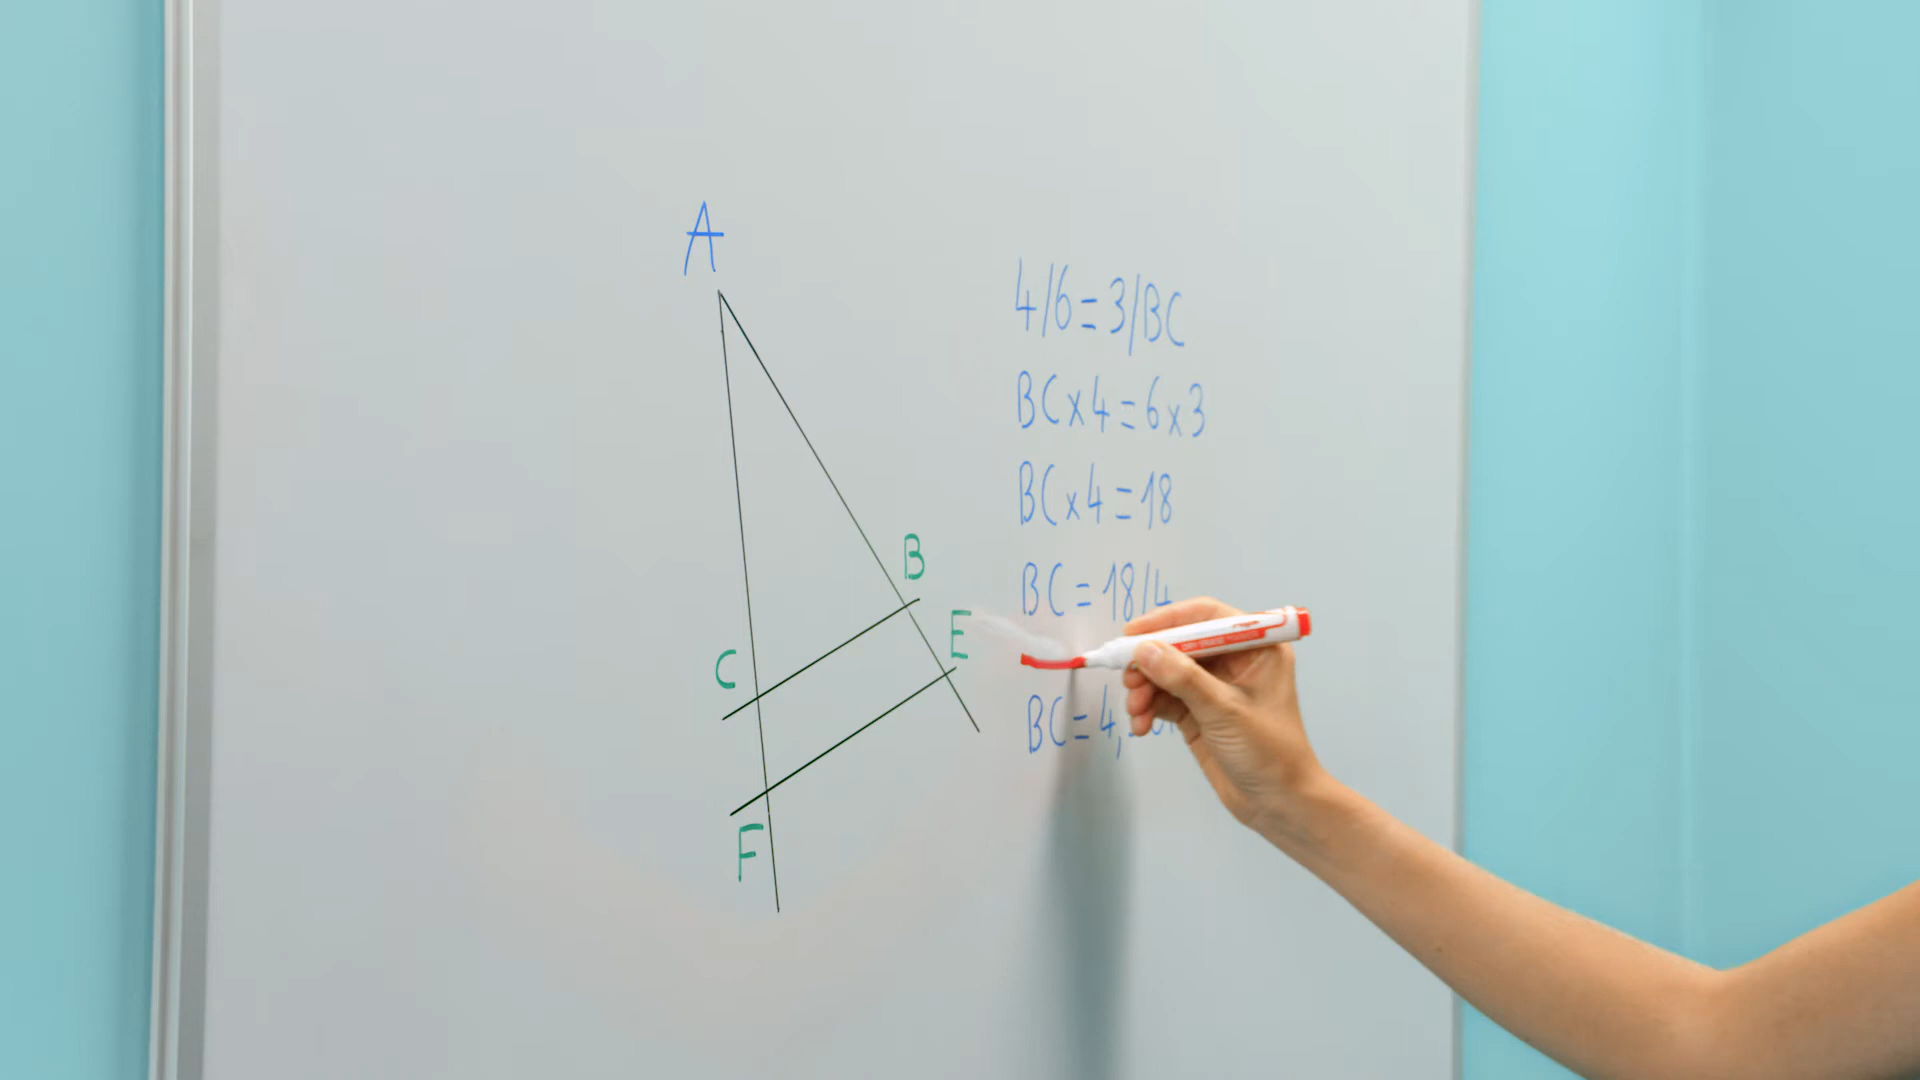 A
4/6=3/BC
BCx4=6x3
BCx4=18
B
BC=18/4
E
C
BC=4,
F